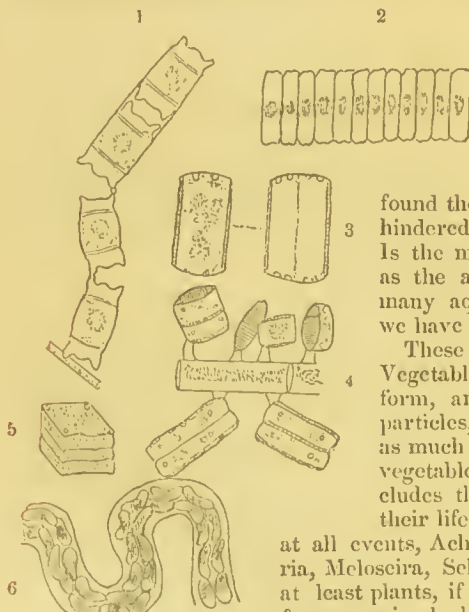 1
2
found the
hindered
Is the m
as the a
many aq
we have
These
Vegetabl
form, an
particles,
as much
vegetable
cludes th
their life
at all events, Ach
ria, Meloseira, Sch
at least plants, if
3
4
5
6